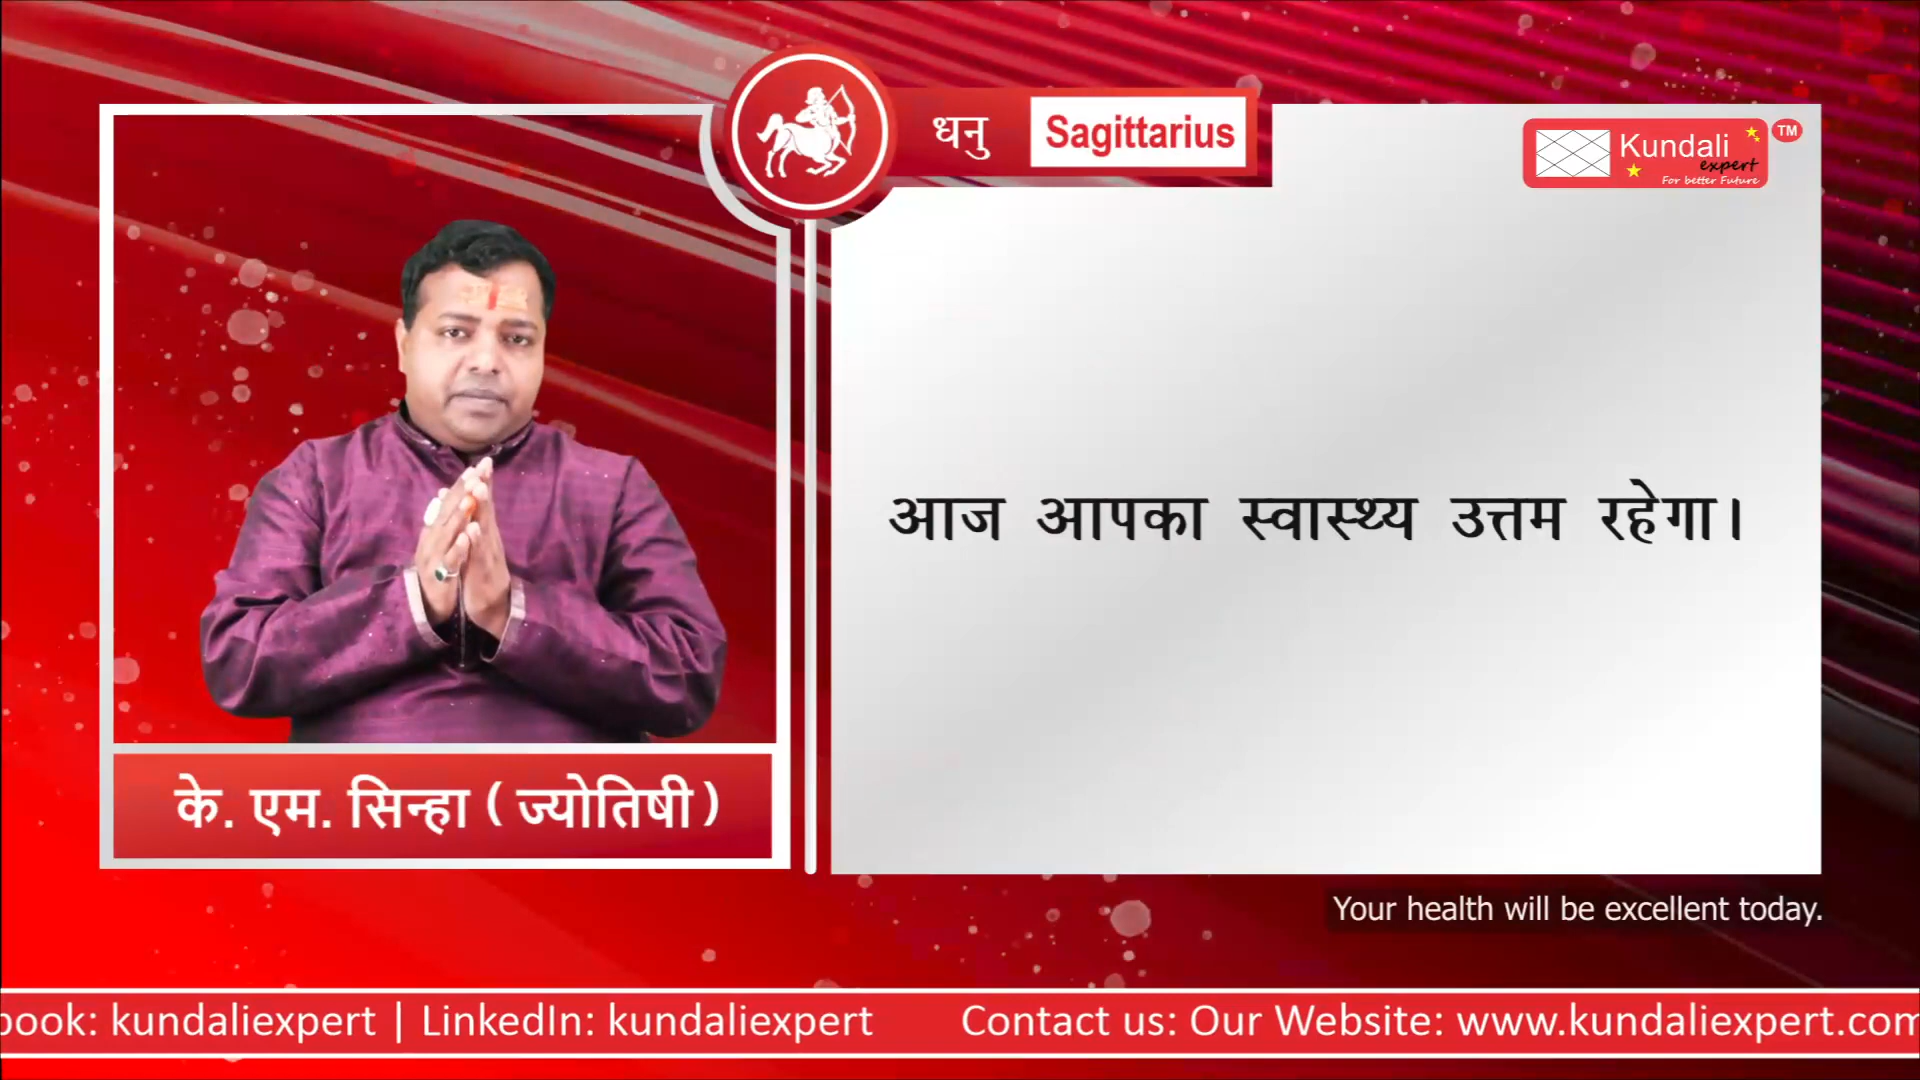 धनु
Sagittarius
Kundali
expert
For better Future
TM
आज आपका स्वास्थ्य उत्तम रहेगा।
के. एम. सिन्हा ( ज्योतिषी )
Your health will be excellent today.
book: kundaliexpert | LinkedIn: kundaliexpert Contact us: Our Website: www.kundaliexpert.com